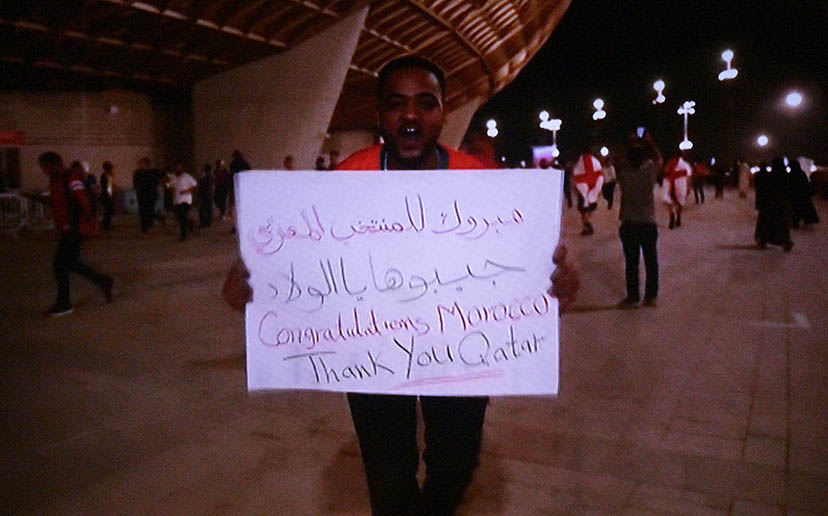 مبروك للمنتخب المغربي
جيبوها يا الولاد
Congratulations Morocco
Thank You Qatar